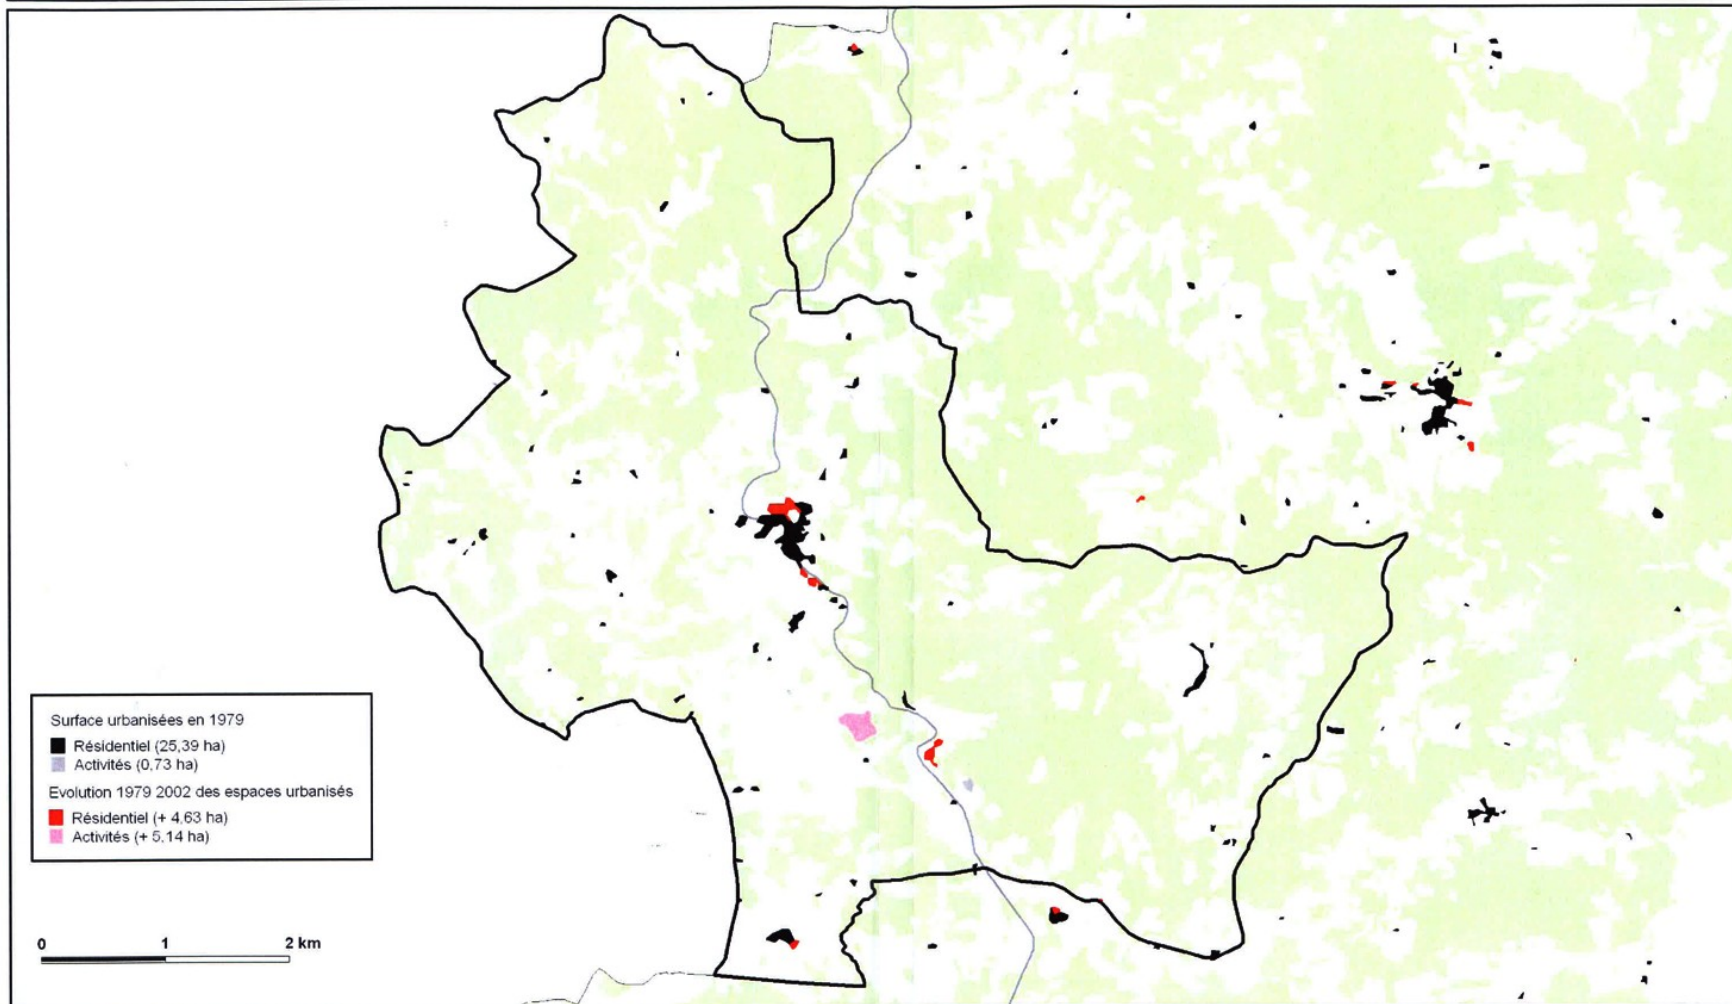 Surface urbanisées en 1979
Résidentiel (25,39 ha)
Activités (0,73 ha)
Evolution 1979 2002 des espaces urbanisés
Résidentiel (+ 4,63 ha)
Activités (+ 5,14 ha)
0 1 2 km